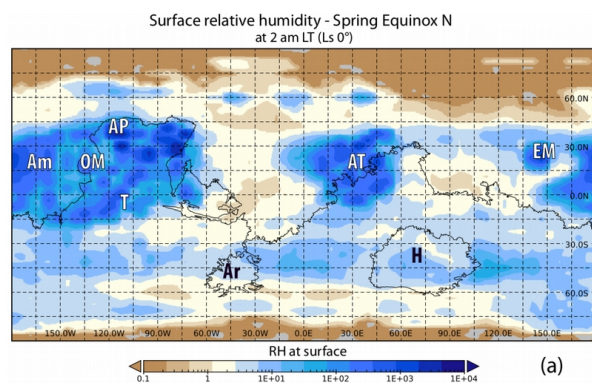 Surface relative humidity - Spring Equinox N
at 2 am LT (Ls 0°)
AP
Am
OM
T
AT
EM
Ar
H
60.0N
30.0N
0.0N
30.0S
60.0S
150.0W 120.0W 90.0W 60.0W 30.0W 0.0E 30.0E 60.0E 90.0E 120.0E 150.0E
RH at surface
0.1 1 1E+01 1E+02 1E+03 1E+04
(a)